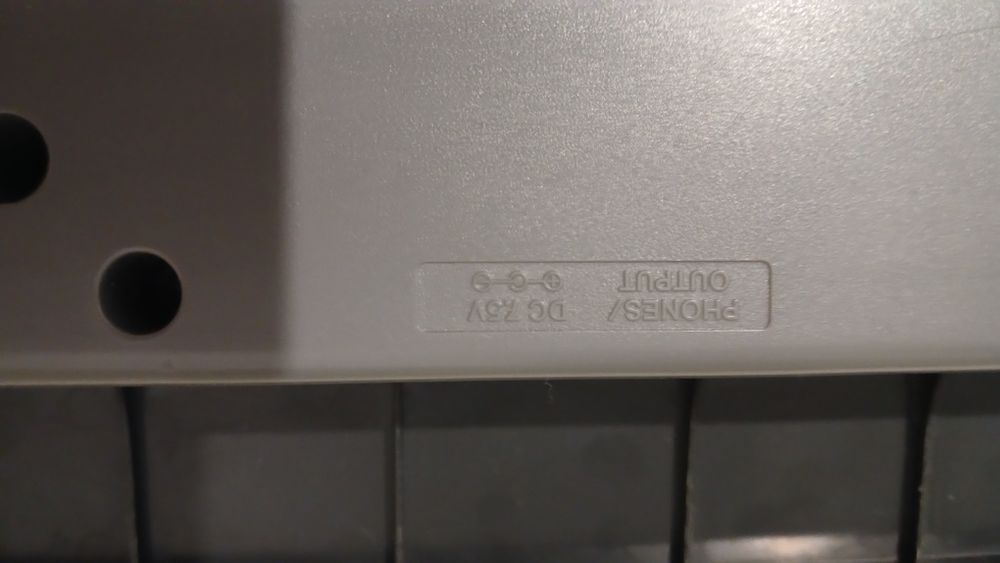 PHONES/
OUTPUT
DC 7.5V